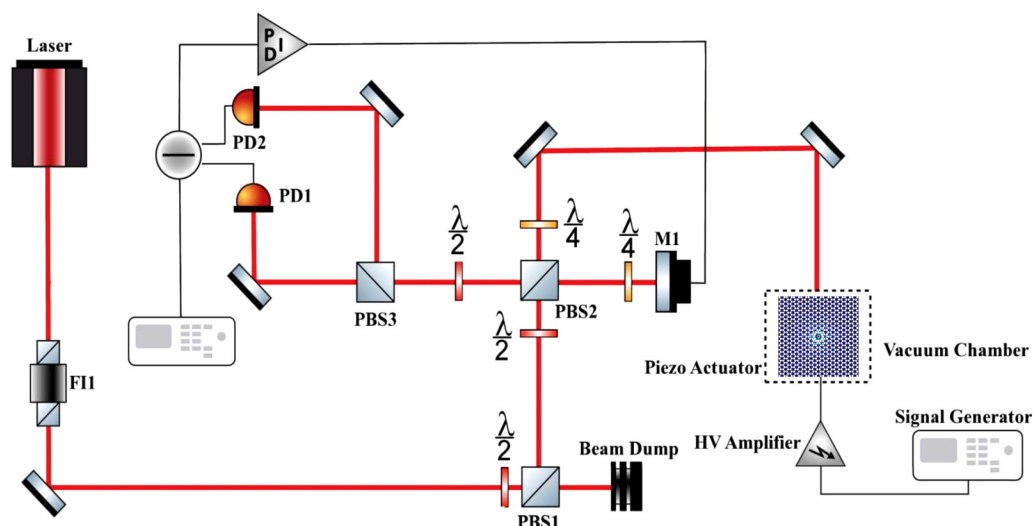 Laser
P
I
D
PD2
PD1
λ
2
λ
4
λ
4
M1
PBS3
PBS2
λ
2
FI1
Piezo Actuator
Vacuum Chamber
Signal Generator
HV Amplifier
λ
2
Beam Dump
PBS1